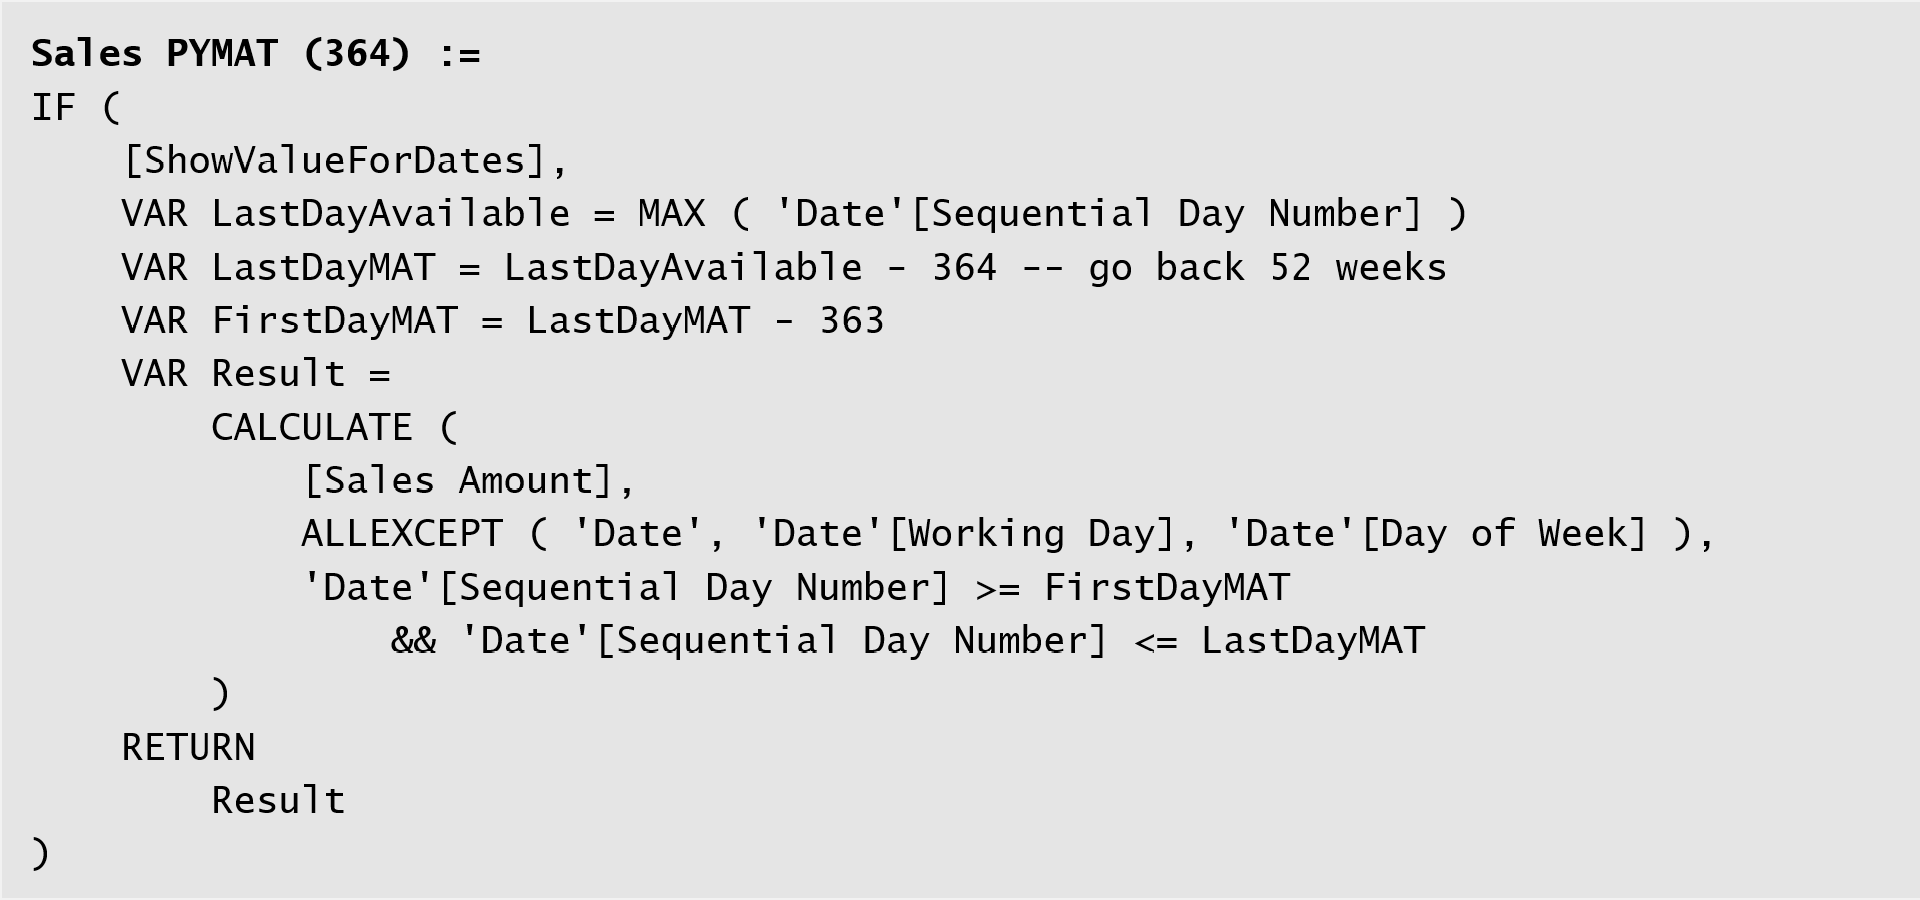 Sales PYMAT (364) :=
IF (
    [ShowValueForDates],
    VAR LastDayAvailable = MAX ( 'Date'[Sequential Day Number] )
    VAR LastDayMAT = LastDayAvailable - 364 -- go back 52 weeks
    VAR FirstDayMAT = LastDayMAT - 363
    VAR Result =
        CALCULATE (
            [Sales Amount],
            ALLEXCEPT ( 'Date', 'Date'[Working Day], 'Date'[Day of Week] ),
            'Date'[Sequential Day Number] >= FirstDayMAT
                && 'Date'[Sequential Day Number] <= LastDayMAT
        )
    RETURN
        Result
)